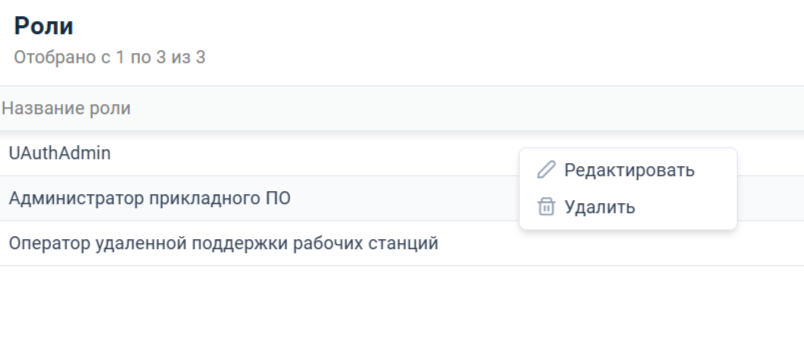 Роли
Отобрано с 1 по 3 из 3
Название роли
UAuthAdmin
Редактировать
Администратор прикладного ПО
Удалить
Оператор удаленной поддержки рабочих станций